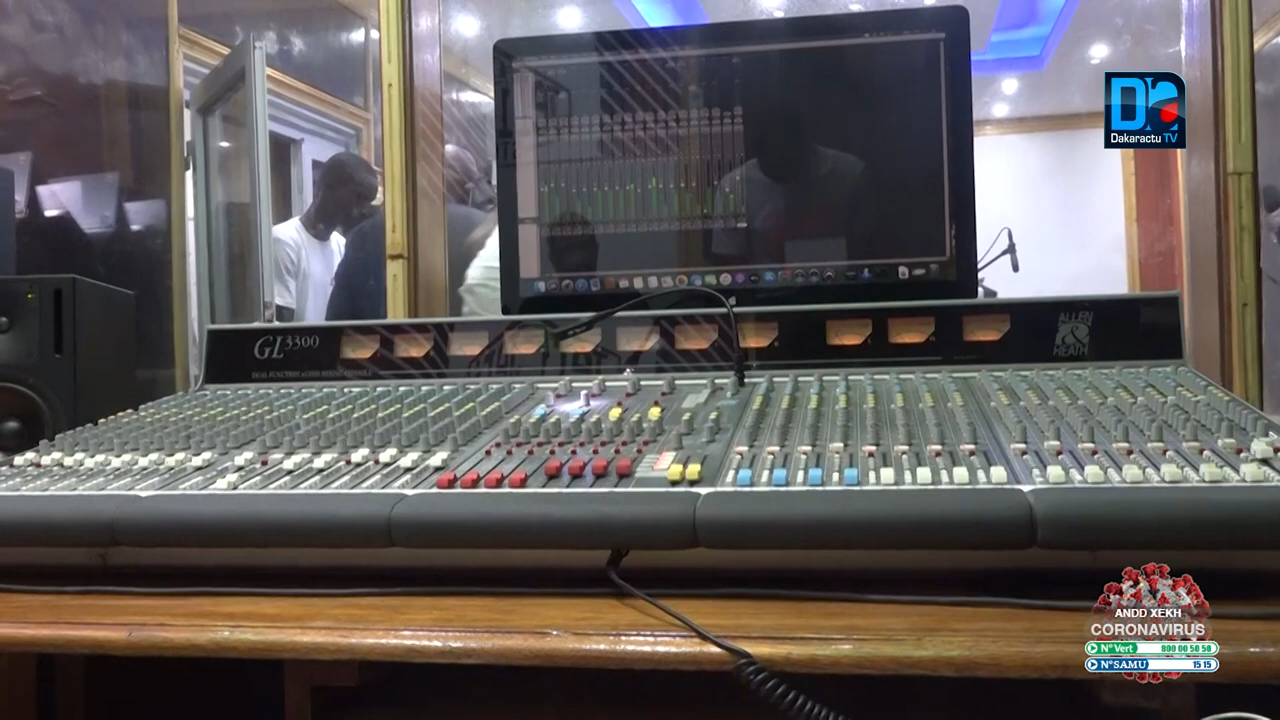 D
Dakaractu TV
GL3300
ALLEN
&
HEATH
ANDD XEKH
CORONAVIRUS
N° Vert 800 00 50 50
N° SAMU 15 15